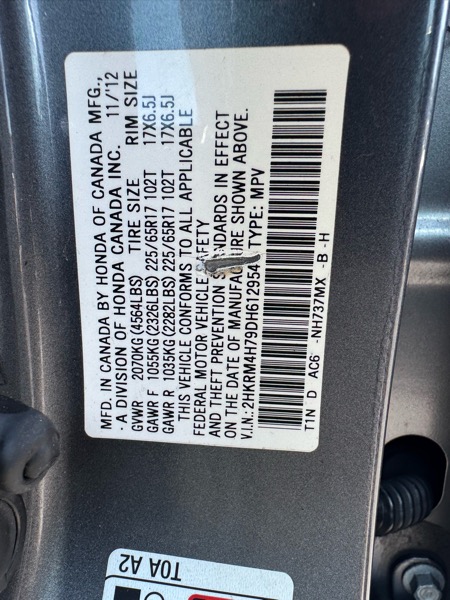 MFD. IN CANADA BY HONDA OF CANADA MFG.,
- A DIVISION OF HONDA CANADA INC. 11/'12
GVWR 2070KG (4564LBS) TIRE SIZE RIM SIZE
GAWR F 1055KG (2326LBS) 225/65R17 102T 17X6.5J
GAWR R 1035KG (2282LBS) 225/65R17 102T 17X6.5J
THIS VEHICLE CONFORMS TO ALL APPLICABLE
FEDERAL MOTOR VEHICLE SAFETY
AND THEFT PREVENTION STANDARDS IN EFFECT
ON THE DATE OF MANUFACTURE SHOWN ABOVE.
V.I.N.:2HKRM4H79DH612954 TYPE: MPV
T1N D AC6 -NH737MX -B -H
T0A A2